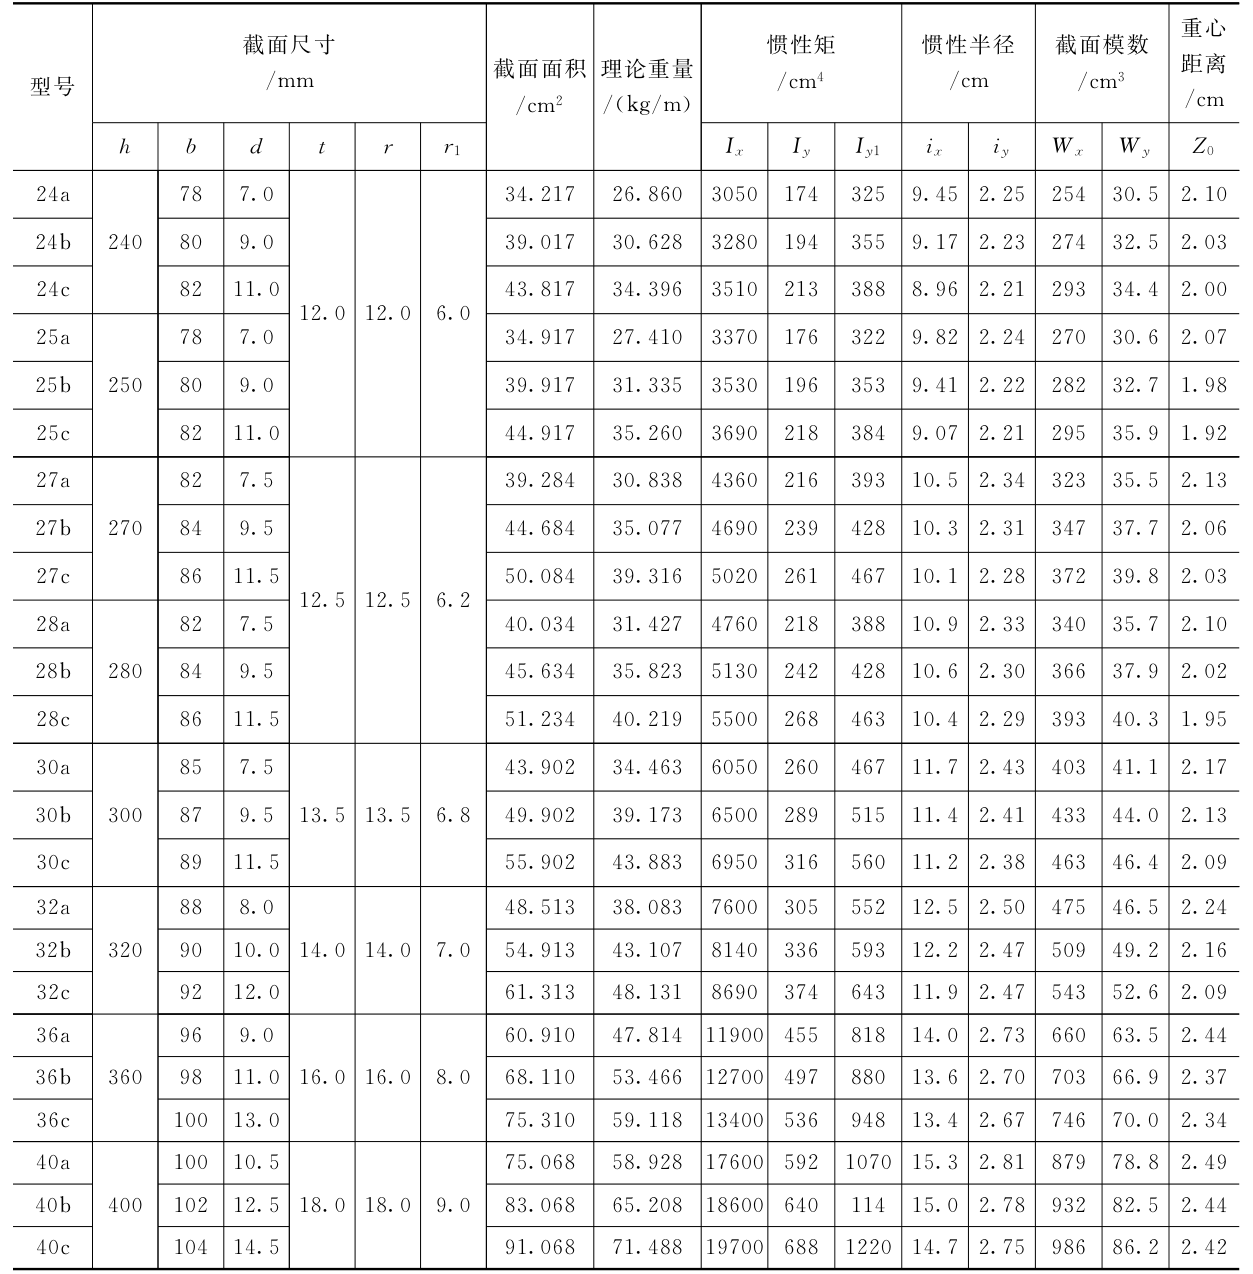 型号 截面尺寸/mm 截面面积/cm² 理论重量/(kg/m) 惯性矩/cm⁴ 惯性半径/cm 截面模数/cm³ 重心距离/cm
h b d t r r₁ Iₓ I_y I_y1 iₓ i_y Wₓ W_y Z₀
24a 240 78 7.0 12.0 12.0 6.0 34.217 26.860 3050 174 325 9.45 2.25 254 30.5 2.10
24b 80 9.0 39.017 30.628 3280 194 355 9.17 2.23 274 32.5 2.03
24c 82 11.0 43.817 34.396 3510 213 388 8.96 2.21 293 34.4 2.00
25a 250 78 7.0 34.917 27.410 3370 176 322 9.82 2.24 270 30.6 2.07
25b 80 9.0 39.917 31.335 3530 196 353 9.41 2.22 282 32.7 1.98
25c 82 11.0 44.917 35.260 3690 218 384 9.07 2.21 295 35.9 1.92
27a 270 82 7.5 12.5 12.5 6.2 39.284 30.838 4360 216 393 10.5 2.34 323 35.5 2.13
27b 84 9.5 44.684 35.077 4690 239 428 10.3 2.31 347 37.7 2.06
27c 86 11.5 50.084 39.316 5020 261 467 10.1 2.28 372 39.8 2.03
28a 280 82 7.5 40.034 31.427 4760 218 388 10.9 2.33 340 35.7 2.10
28b 84 9.5 45.634 35.823 5130 242 428 10.6 2.30 366 37.9 2.02
28c 86 11.5 51.234 40.219 5500 268 463 10.4 2.29 393 40.3 1.95
30a 300 85 7.5 13.5 13.5 6.8 43.902 34.463 6050 260 467 11.7 2.43 403 41.1 2.17
30b 87 9.5 49.902 39.173 6500 289 515 11.4 2.41 433 44.0 2.13
30c 89 11.5 55.902 43.883 6950 316 560 11.2 2.38 463 46.4 2.09
32a 320 88 8.0 14.0 14.0 7.0 48.513 38.083 7600 305 552 12.5 2.50 475 46.5 2.24
32b 90 10.0 54.913 43.107 8140 336 593 12.2 2.47 509 49.2 2.16
32c 92 12.0 61.313 48.131 8690 374 643 11.9 2.47 543 52.6 2.09
36a 360 96 9.0 16.0 16.0 8.0 60.910 47.814 11900 455 818 14.0 2.73 660 63.5 2.44
36b 98 11.0 68.110 53.466 12700 497 880 13.6 2.70 703 66.9 2.37
36c 100 13.0 75.310 59.118 13400 536 948 13.4 2.67 746 70.0 2.34
40a 400 100 10.5 18.0 18.0 9.0 75.068 58.928 17600 592 1070 15.3 2.81 879 78.8 2.49
40b 102 12.5 83.068 65.208 18600 640 114 15.0 2.78 932 82.5 2.44
40c 104 14.5 91.068 71.488 19700 688 1220 14.7 2.75 986 86.2 2.42